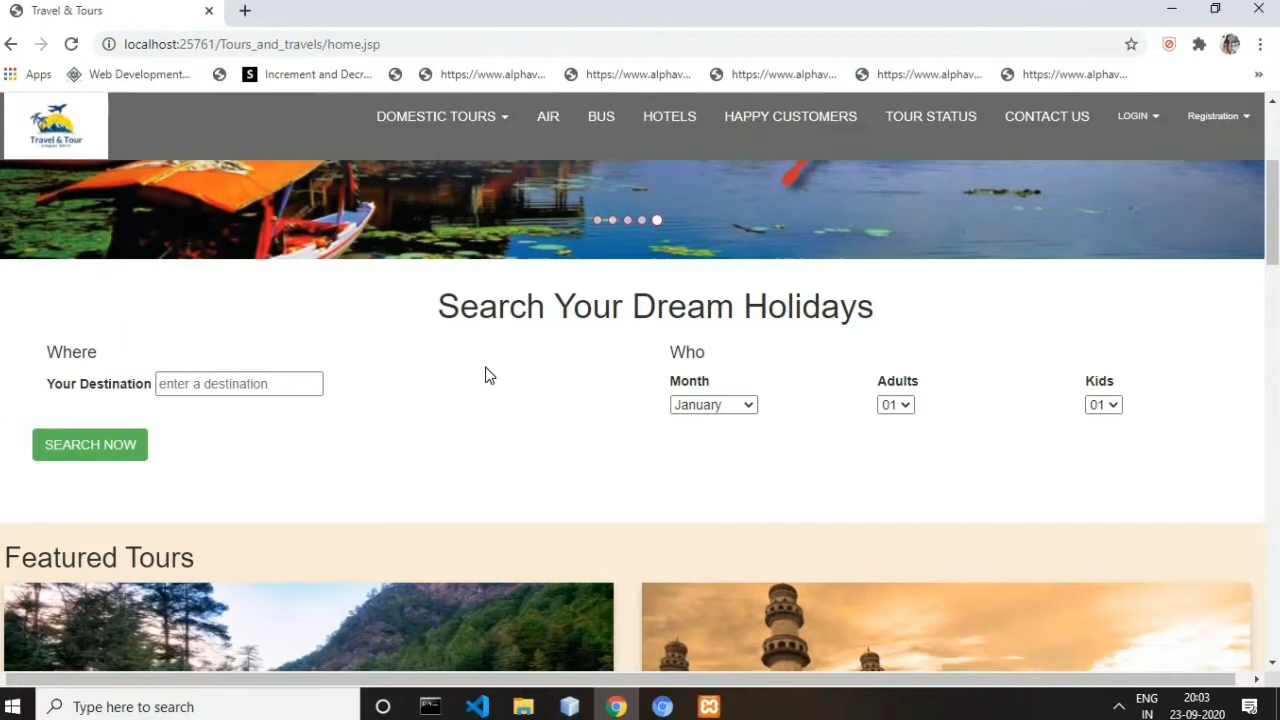 Travel & Tours
localhost:25761/Tours_and_travels/home.jsp
Apps Web Development... S Increment and Decr... https://www.alphav... https://www.alphav... https://www.alphav... https://www.alphav... https://www.alphav... »
Travel & Tour
DOMESTIC TOURS AIR BUS HOTELS HAPPY CUSTOMERS TOUR STATUS CONTACT US LOGIN Registration
Search Your Dream Holidays
Where
Your Destination enter a destination
SEARCH NOW
Who
Month Adults Kids
January 01 01
Featured Tours
Type here to search
ENG
IN
20:03
23-09-2020